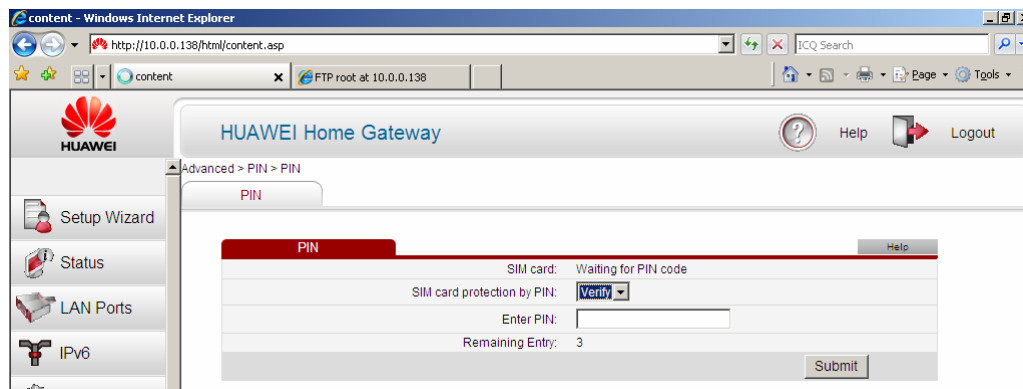 content - Windows Internet Explorer
http://10.0.0.138/html/content.asp
ICQ Search
content
FTP root at 10.0.0.138
Page
Tools
HUAWEI
HUAWEI Home Gateway
Help
Logout
Advanced > PIN > PIN
PIN
Setup Wizard
Status
LAN Ports
IPv6
PIN
Help
SIM card: Waiting for PIN code
SIM card protection by PIN: Verify
Enter PIN:
Remaining Entry: 3
Submit